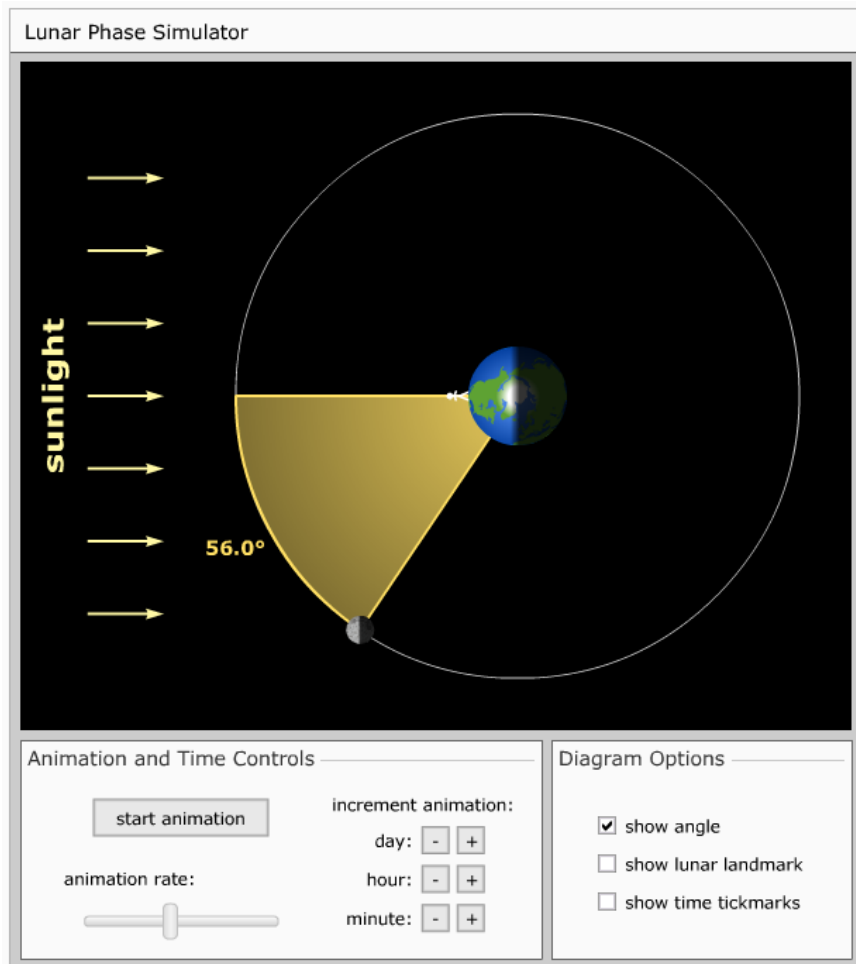 Lunar Phase Simulator
sunlight
56.0°
Animation and Time Controls
start animation
animation rate:
increment animation:
day: - +
hour: - +
minute: - +
Diagram Options
show angle
show lunar landmark
show time tickmarks